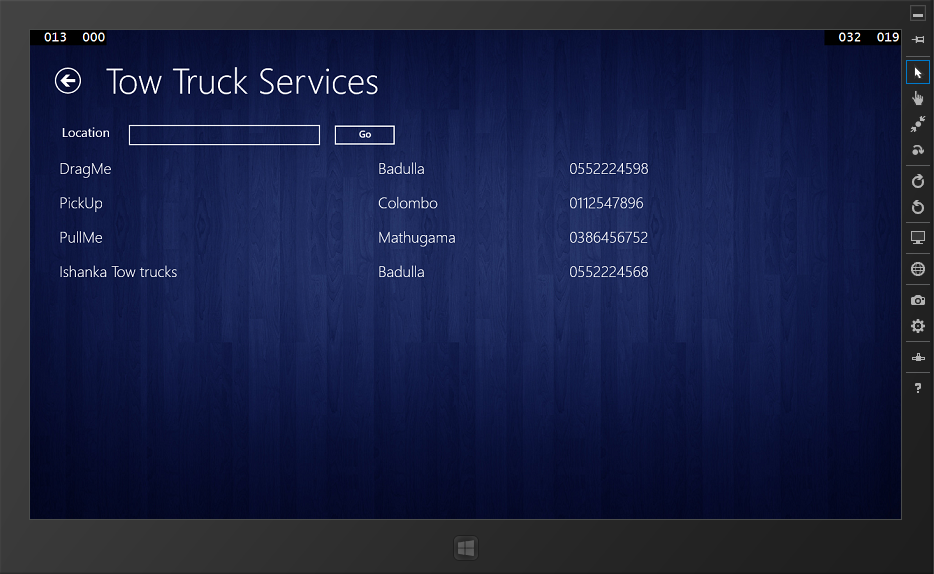 013 000 032 019
Tow Truck Services
Location Go
DragMe Badulla 0552224598
PickUp Colombo 0112547896
PullMe Mathugama 0386456752
Ishanka Tow trucks Badulla 0552224568
?